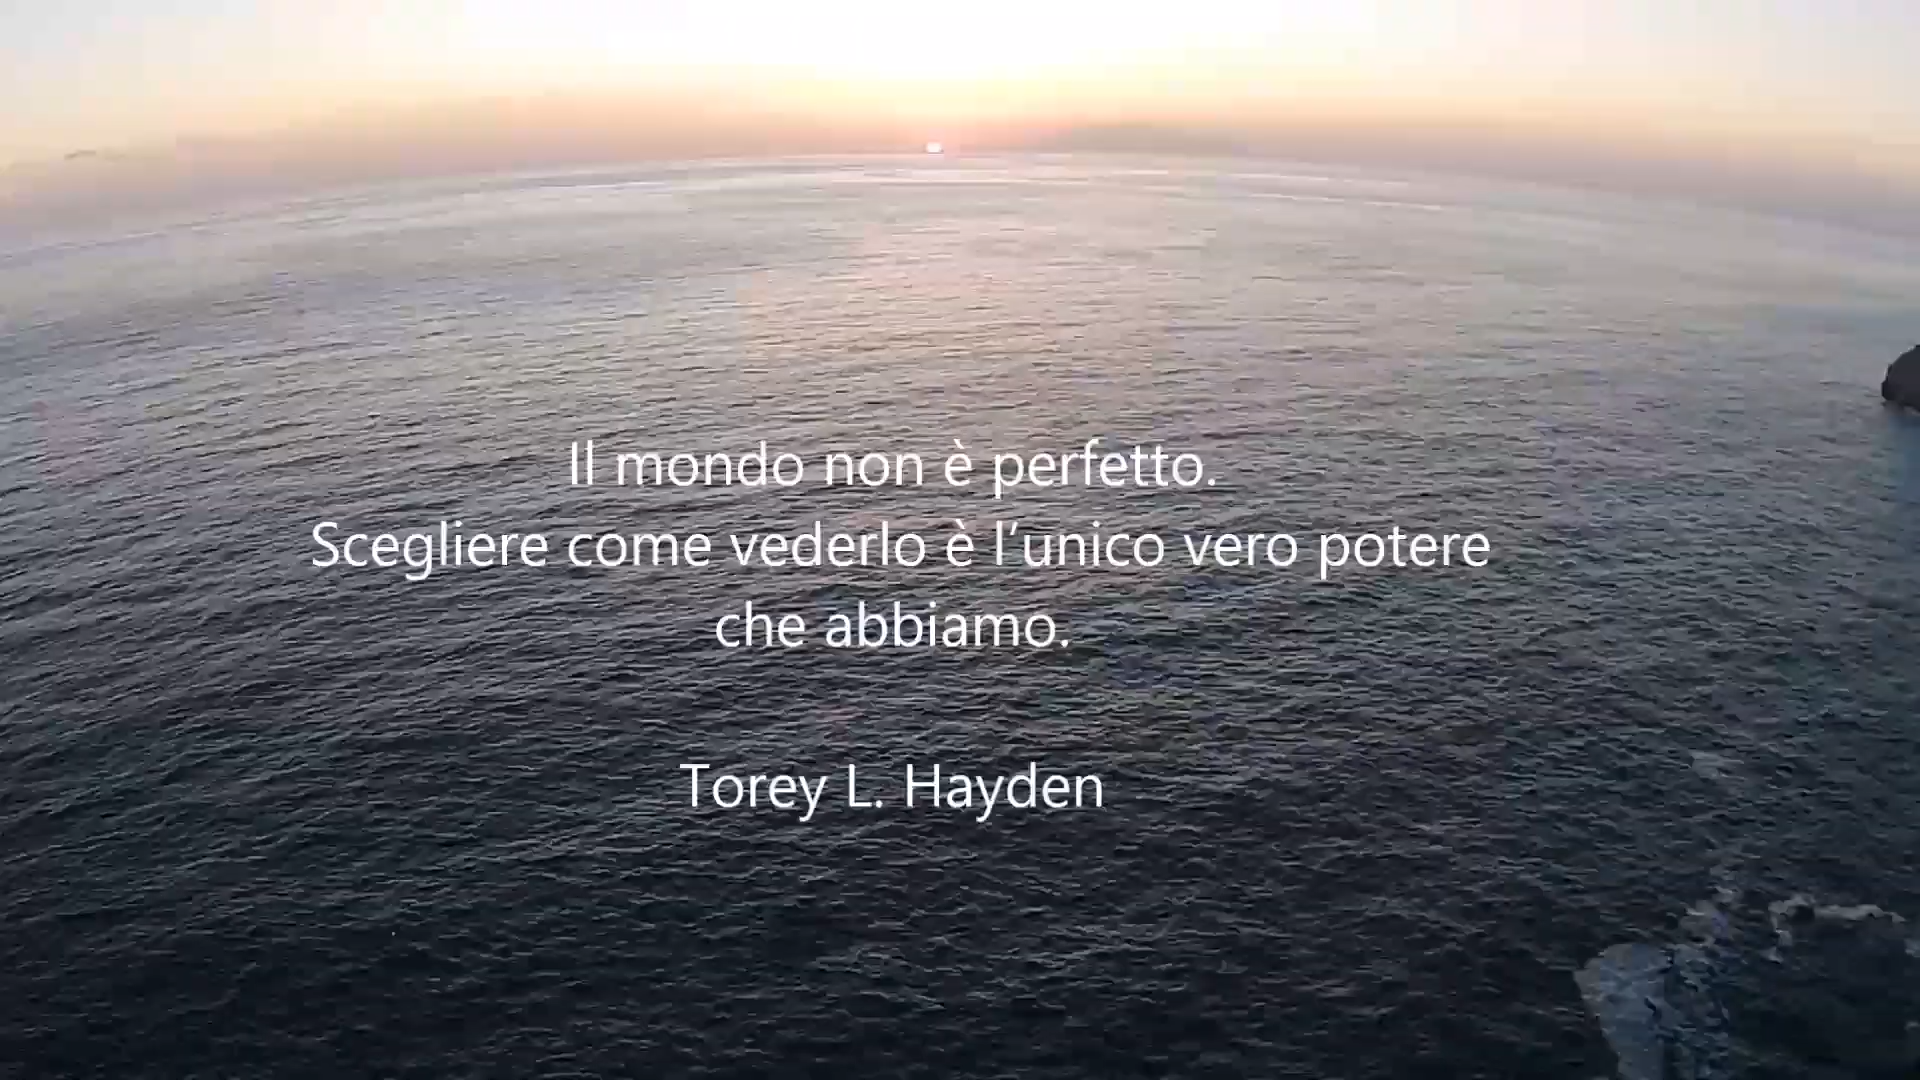 Il mondo non è perfetto.
Scegliere come vederlo è l’unico vero potere
che abbiamo.
Torey L. Hayden